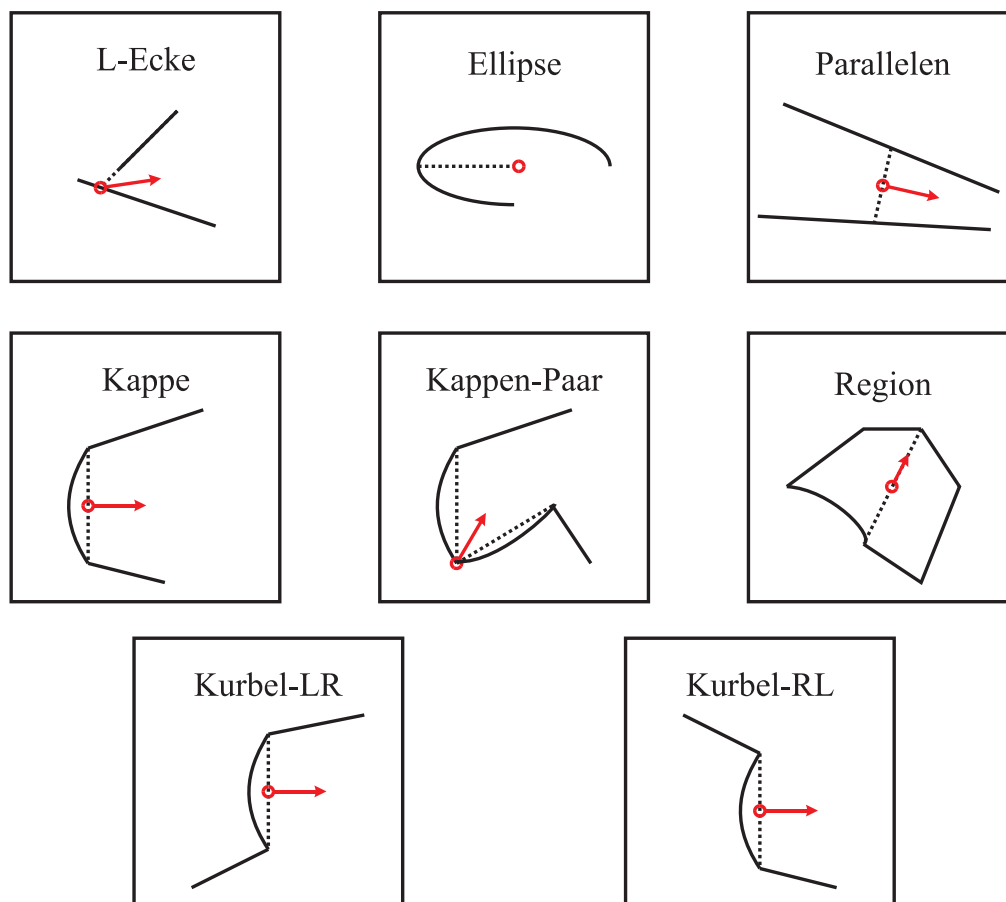 L-Ecke
Ellipse
Parallelen
Kappe
Kappen-Paar
Region
Kurbel-LR
Kurbel-RL